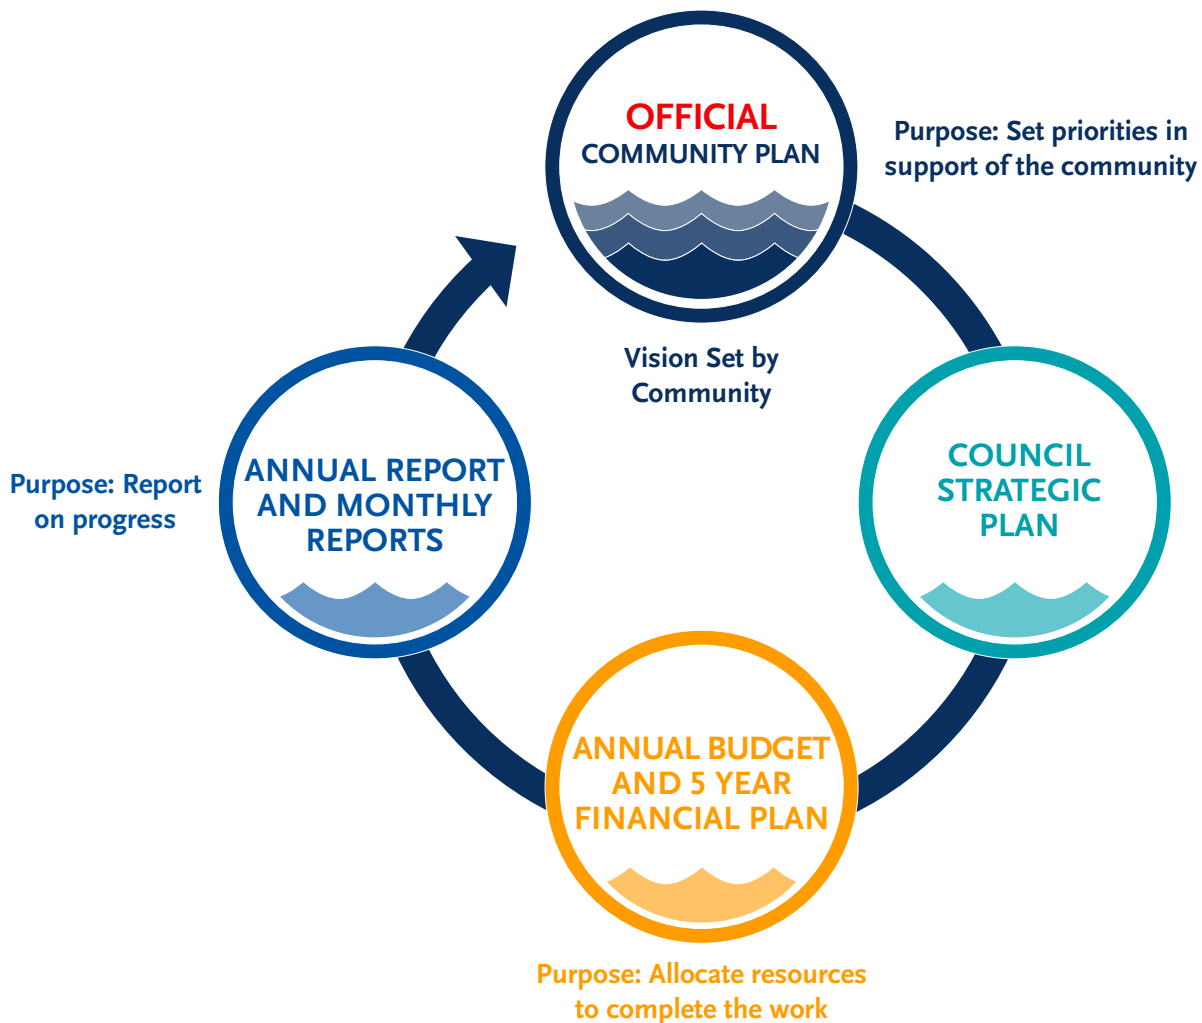 OFFICIAL
COMMUNITY PLAN
Purpose: Set priorities in
support of the community
Vision Set by
Community
COUNCIL
STRATEGIC
PLAN
ANNUAL REPORT
AND MONTHLY
REPORTS
Purpose: Report
on progress
ANNUAL BUDGET
AND 5 YEAR
FINANCIAL PLAN
Purpose: Allocate resources
to complete the work